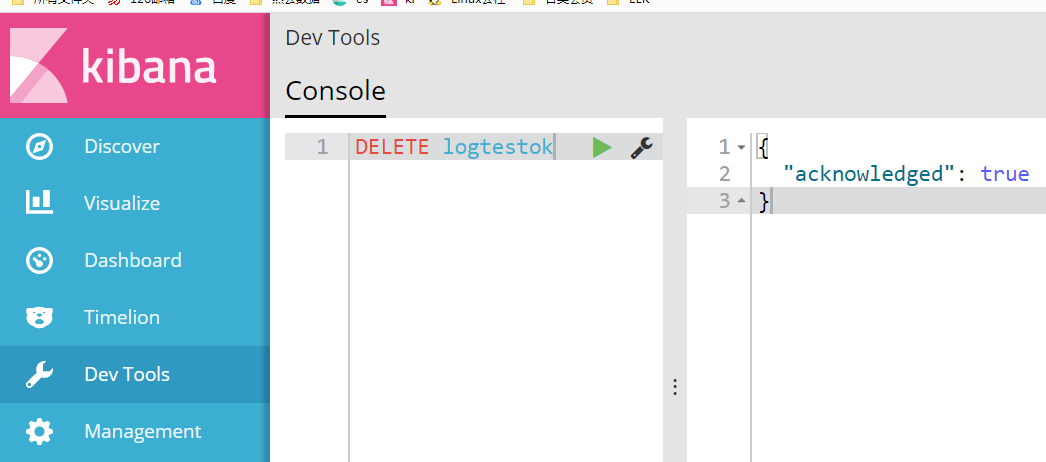 kibana
Discover
Visualize
Dashboard
Timelion
Dev Tools
Management
Dev Tools
Console
1 DELETE logtestok
1 {
2 "acknowledged": true
3 }